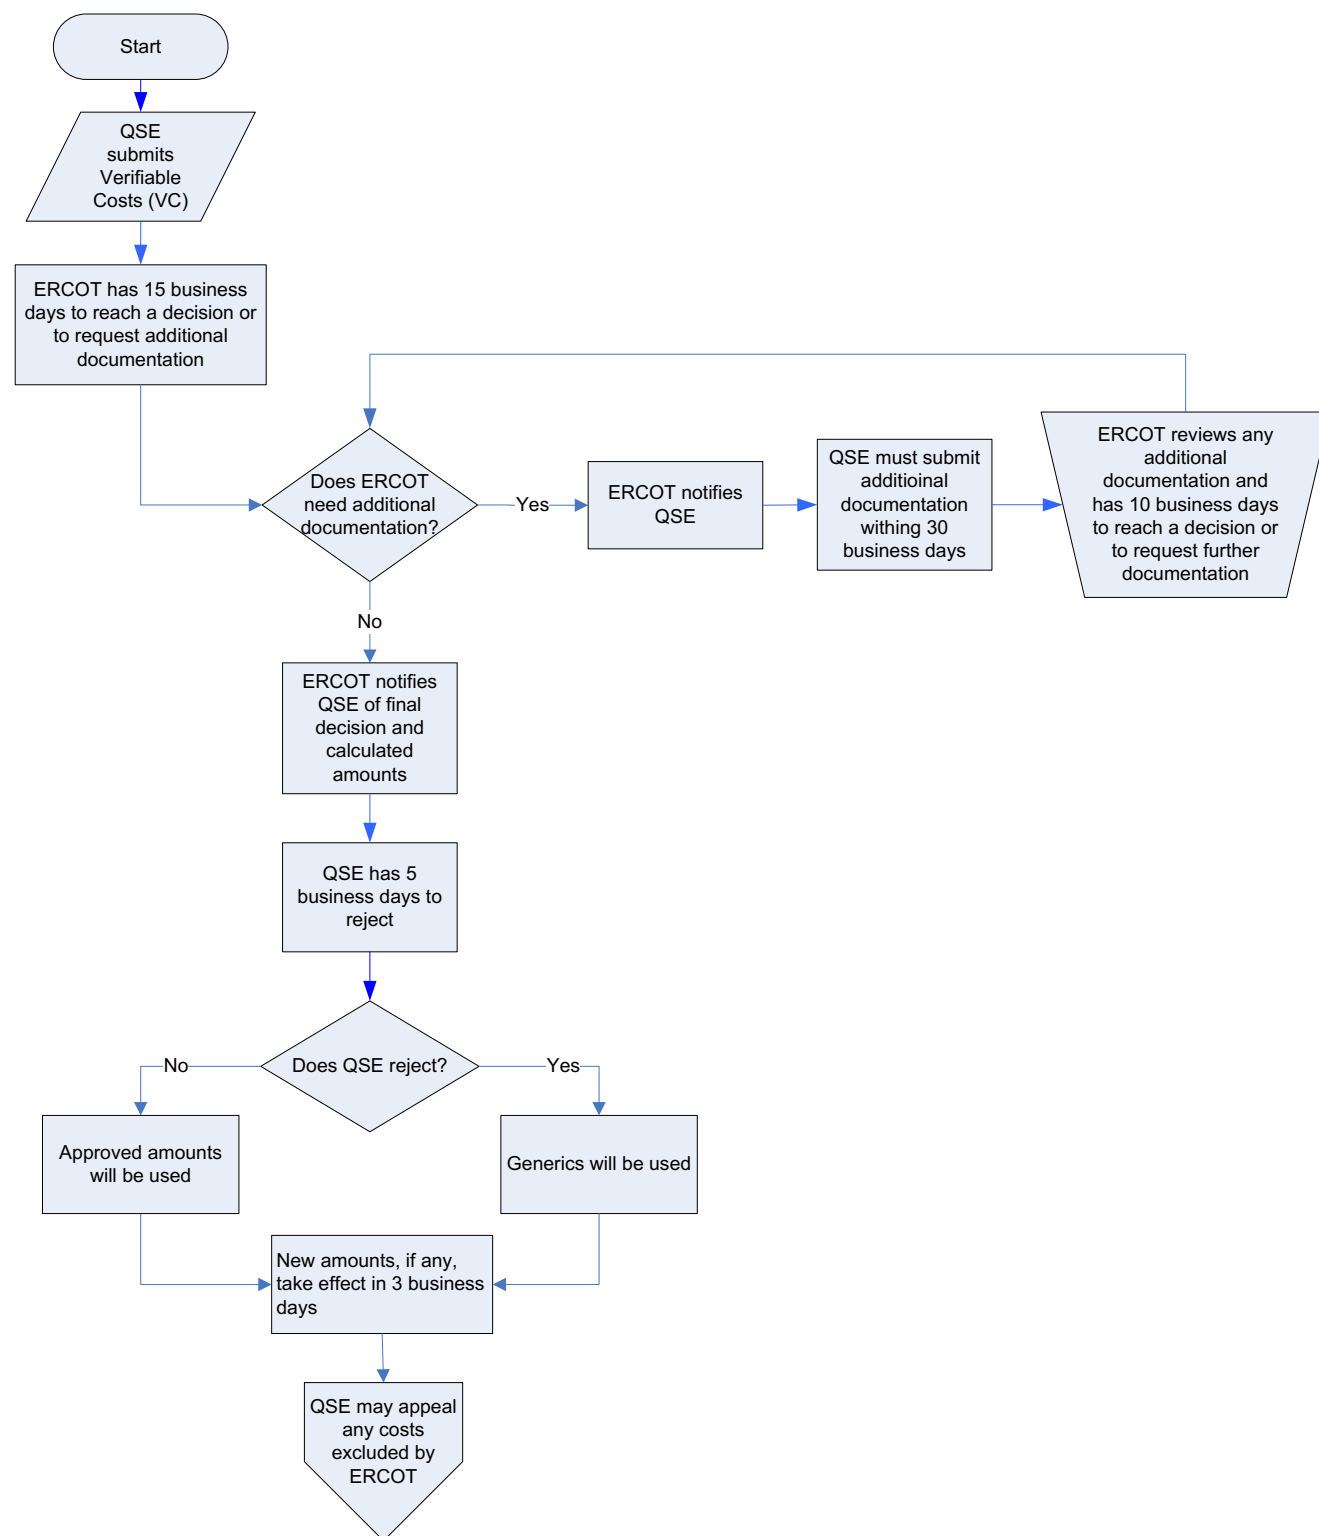 Start
QSE
submits
Verifiable
Costs (VC)
ERCOT has 15 business
days to reach a decision or
to request additional
documentation
Does ERCOT
need additional
documentation?
Yes
ERCOT notifies
QSE
QSE must submit
additioinal
documentation
withing 30
business days
ERCOT reviews any
additional
documentation and
has 10 business days
to reach a decision or
to request further
documentation
No
ERCOT notifies
QSE of final
decision and
calculated
amounts
QSE has 5
business days to
reject
Does QSE reject?
No
Yes
Approved amounts
will be used
Generics will be used
New amounts, if any,
take effect in 3 business
days
QSE may appeal
any costs
excluded by
ERCOT